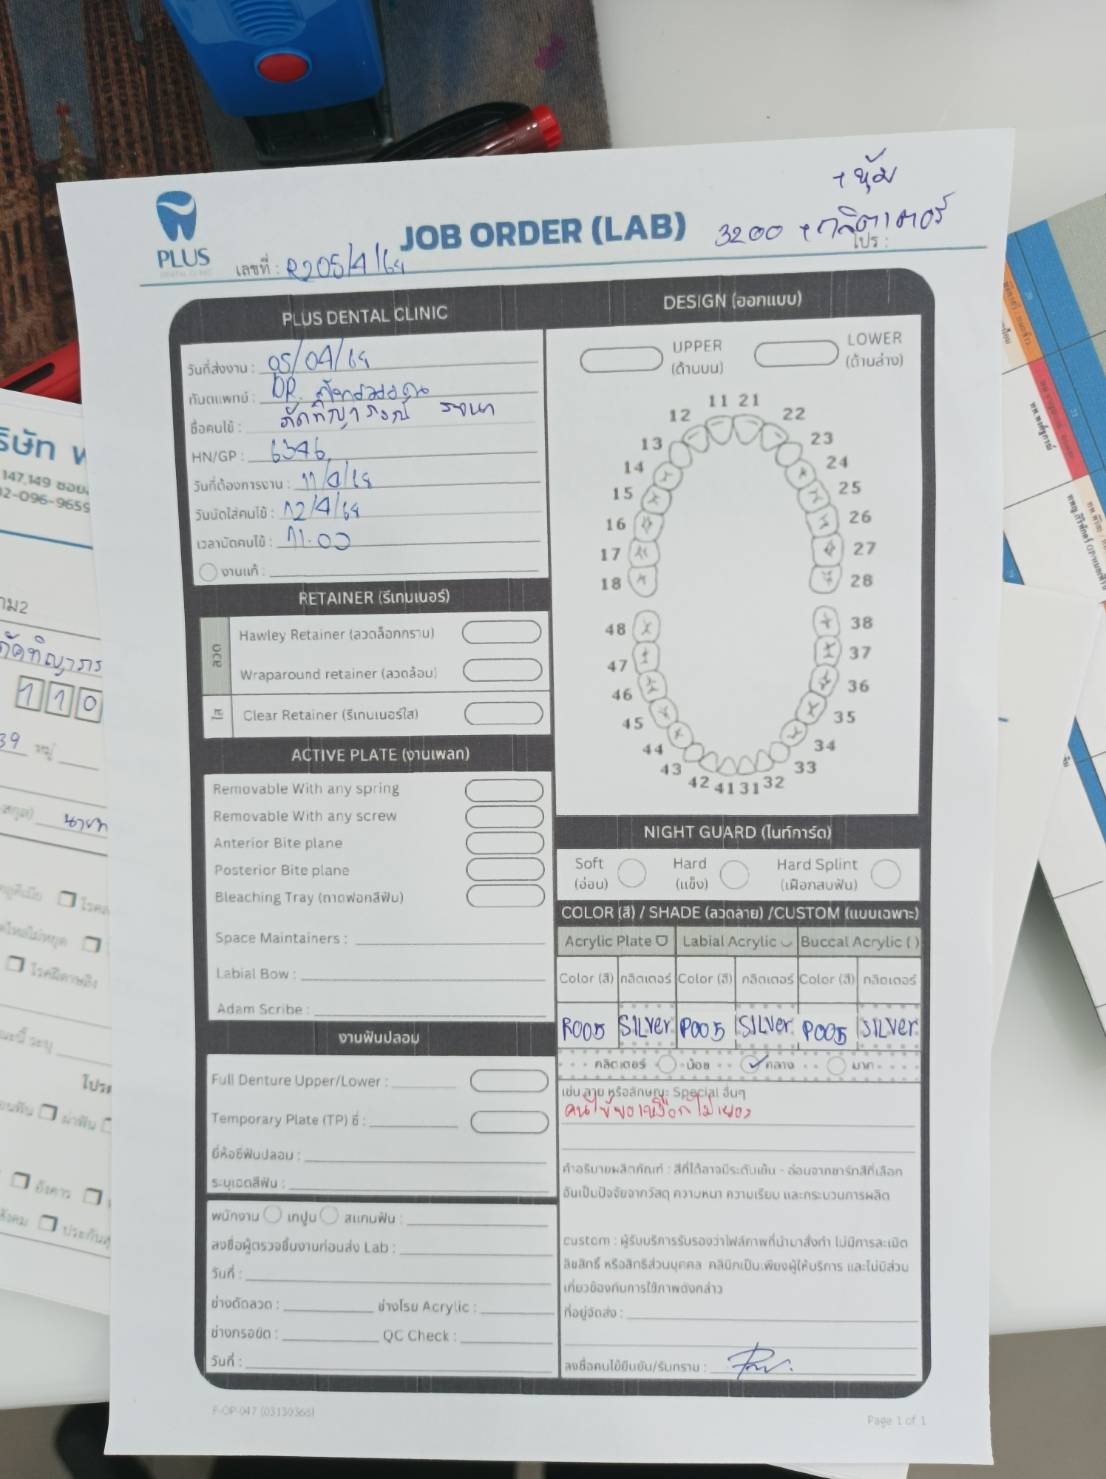 + หุ้ม
PLUS
DENTAL CLINIC
JOB ORDER (LAB)
3200 + กลิตเตอร์
โปร :
เลขที่ : R205/4/69
PLUS DENTAL CLINIC
วันที่ส่งงาน : 05/04/69
ทันตแพทย์ : DR.
ชื่อคนไข้ : ภัคทิญาภรณ์
HN/GP : 6346
วันที่ต้องการงาน : 11/4/69
วันนัดใส่คนไข้ : 12/4/69
เวลานัดคนไข้ : 11.00
งานแก้ :
RETAINER (รีเทนเนอร์)
ลวด
Hawley Retainer (ลวดล็อกกราม)
Wraparound retainer (ลวดล้อม)
ใส
Clear Retainer (รีเทนเนอร์ใส)
ACTIVE PLATE (งานเพลท)
Removable With any spring
Removable With any screw
Anterior Bite plane
Posterior Bite plane
Bleaching Tray (ถาดฟอกสีฟัน)
Space Maintainers :
Labial Bow :
Adam Scribe :
งานฟันปลอม
Full Denture Upper/Lower :
Temporary Plate (TP) ซี่ :
ยี่ห้อซี่ฟันปลอม :
ระบุเฉดสีฟัน :
พนักงาน เทปูน สแกนฟัน :
ลงชื่อผู้ตรวจชิ้นงานก่อนส่ง Lab :
วันที่ :
ช่างดัดลวด : ช่างโรย Acrylic :
ช่างกรอขัด : QC Check :
วันที่ :
DESIGN (ออกแบบ)
UPPER
(ด้านบน)
LOWER
(ด้านล่าง)
11 21
12 22
13 23
14 24
15 25
16 26
17 27
18 28
48 38
47 37
46 36
45 35
44 34
43 33
42 41 31 32
NIGHT GUARD (ไนท์การ์ด)
Soft
(อ่อน)
Hard
(แข็ง)
Hard Splint
(เฝือกสบฟัน)
COLOR (สี) / SHADE (ลวดลาย) /CUSTOM (แบบเฉพาะ)
Acrylic Plate Labial Acrylic Buccal Acrylic ( )
Color (สี) กลิตเตอร์ Color (สี) กลิตเตอร์ Color (สี) กลิตเตอร์
P005 SILVER P005 SILVER P005 SILVER
กลิตเตอร์ น้อย กลาง มาก
เช่น ลาย หรือลักษณะ Special อื่นๆ
คนไข้ขอเหงือกไม่เยอะ
คำอธิบายผลิตภัณฑ์ : สีที่ได้อาจมีระดับเข้ม - อ่อนจากชาร์ทสีที่เลือก
อันเป็นปัจจัยจากวัสดุ ความหนา ความเรียบ และกระบวนการผลิต
custom : ผู้รับบริการรับรองว่าไฟล์ภาพที่นำมาสั่งทำ ไม่มีการละเมิด
ลิขสิทธิ์ หรือสิทธิส่วนบุคคล คลินิกเป็นเพียงผู้ให้บริการ และไม่มีส่วน
เกี่ยวข้องกับการใช้ภาพดังกล่าว
ที่อยู่จัดส่ง :
ลงชื่อคนไข้ยืนยัน/รับทราบ :
F-OP-047 (03130366)
Page 1 of 1
147,149
02-096-9659
110
39 หมู่